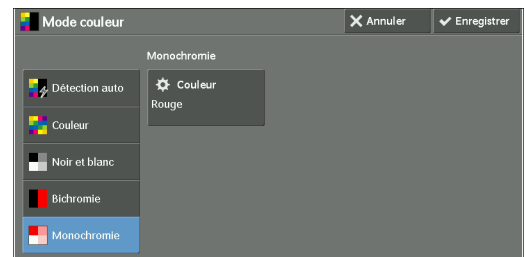 Mode couleur
Annuler
Enregistrer
Monochromie
Détection auto
Couleur
Noir et blanc
Bichromie
Monochromie
Couleur
Rouge